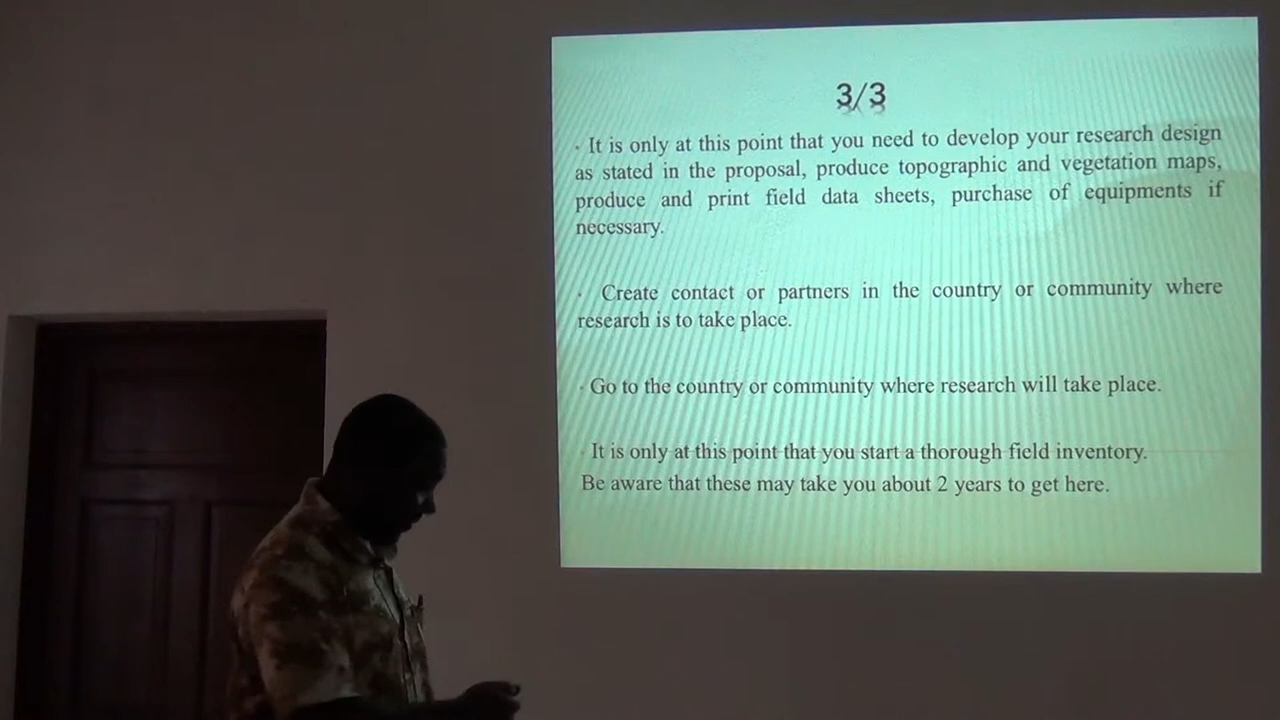 3/3
· It is only at this point that you need to develop your research design
as stated in the proposal, produce topographic and vegetation maps,
produce and print field data sheets, purchase of equipments if
necessary.
· Create contact or partners in the country or community where
research is to take place.
· Go to the country or community where research will take place.
· It is only at this point that you start a thorough field inventory.
Be aware that these may take you about 2 years to get here.